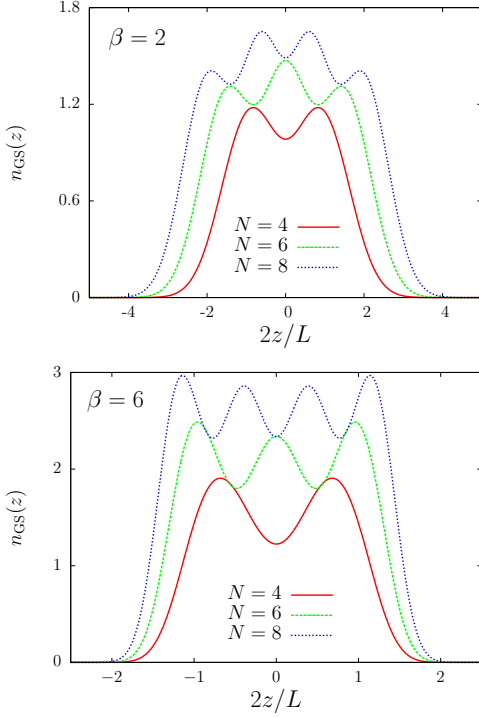 1.8
β = 2
1.2
n_GS(z)
0.6
N = 4
N = 6
N = 8
0
-4 -2 0 2 4
2z/L
3
β = 6
2
n_GS(z)
1
N = 4
N = 6
N = 8
0
−2 −1 0 1 2
2z/L